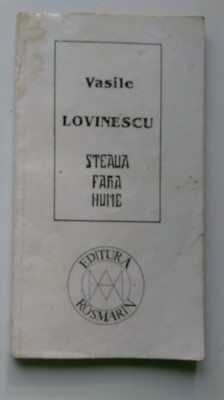 Vasile
LOVINESCU
STEAUA
FARA
NUME
EDITURA
ROSMARIN